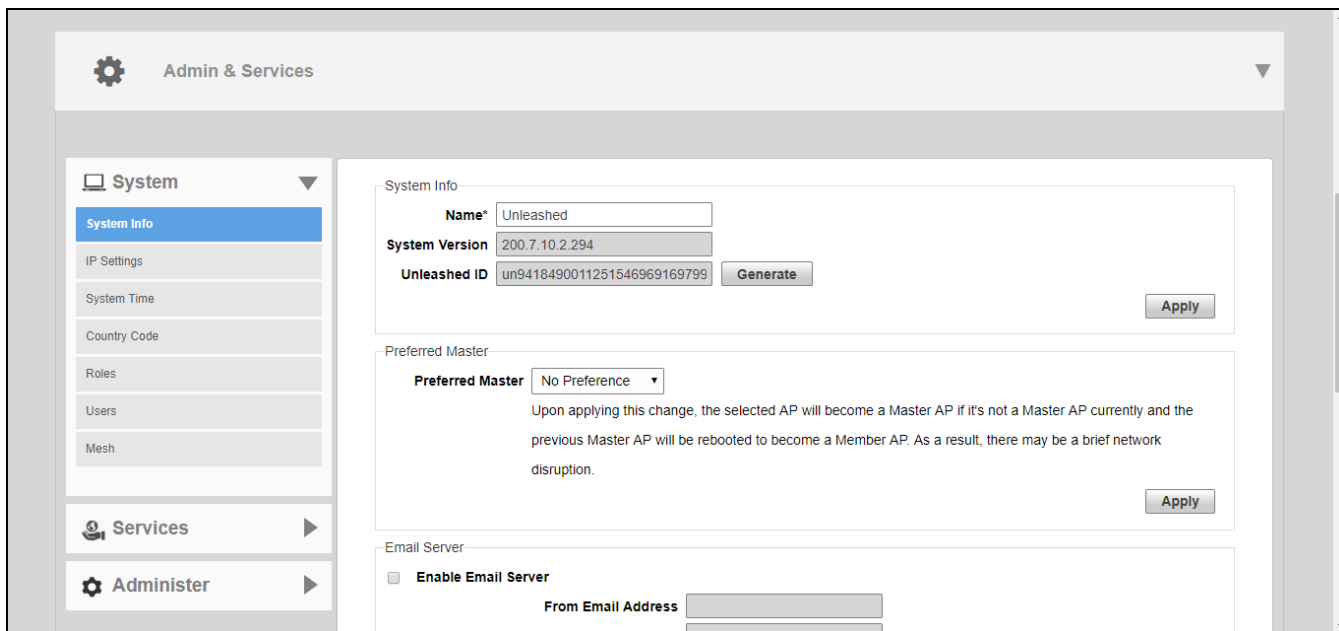 Admin & Services
System
System Info
IP Settings
System Time
Country Code
Roles
Users
Mesh
Services
Administer
System Info
Name* Unleashed
System Version 200.7.10.2.294
Unleashed ID un9418490011251546969169799 Generate
Apply
Preferred Master
Preferred Master No Preference
Upon applying this change, the selected AP will become a Master AP if it's not a Master AP currently and the
previous Master AP will be rebooted to become a Member AP. As a result, there may be a brief network
disruption.
Apply
Email Server
Enable Email Server
From Email Address